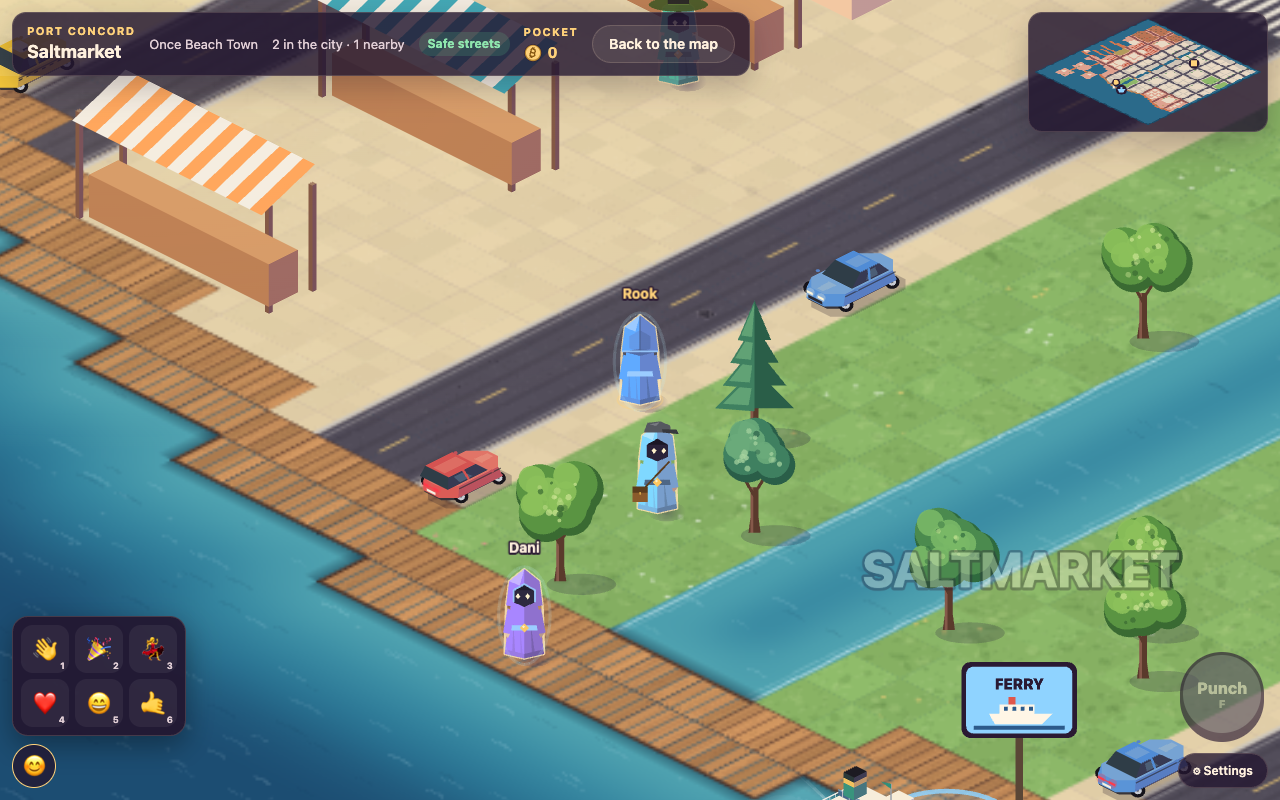 PORT CONCORD
Saltmarket
Once Beach Town
2 in the city · 1 nearby
Safe streets
POCKET
0
Back to the map
Rook
Dani
SALTMARKET
FERRY
1
2
3
4
5
6
Punch
F
Settings